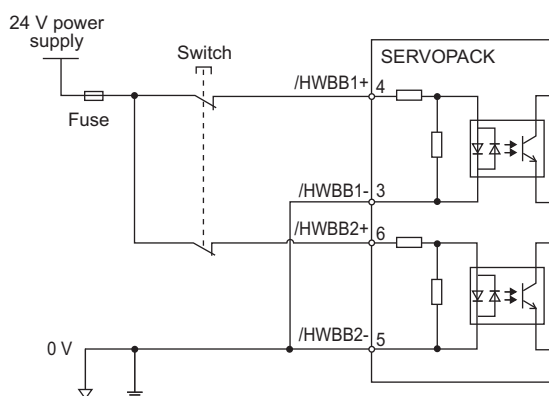 24 V power
supply
Switch
SERVOPACK
Fuse
/HWBB1+
4
/HWBB1-
3
/HWBB2+
6
/HWBB2-
5
0 V